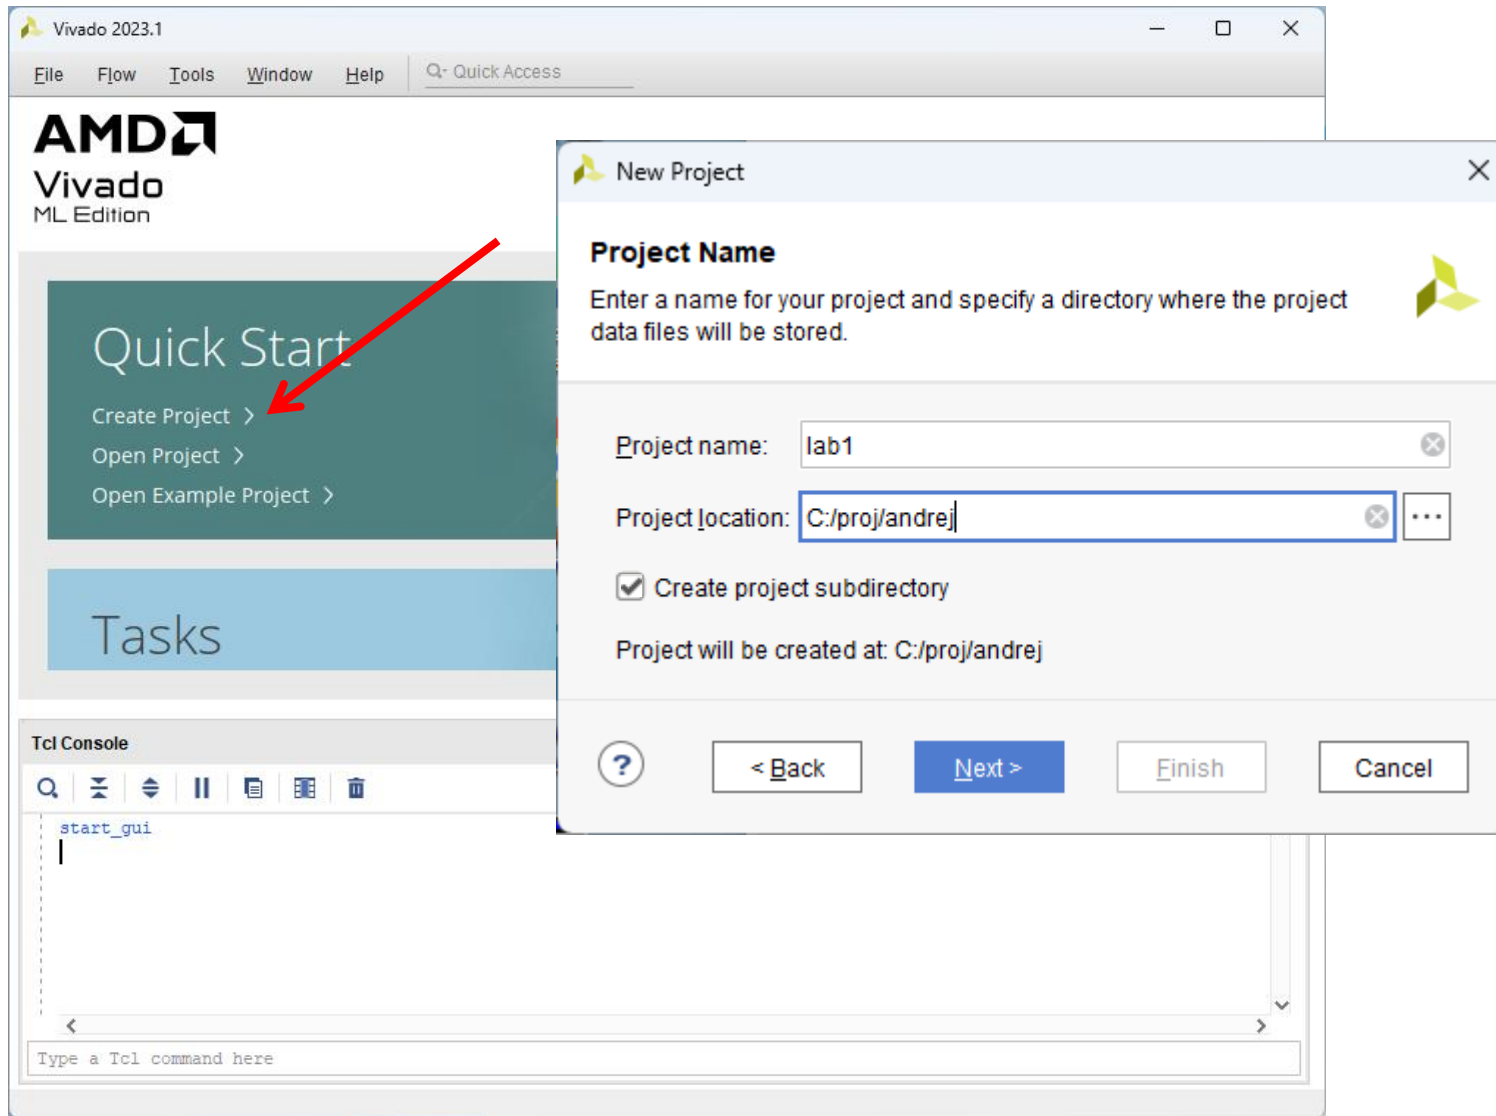 Vivado 2023.1
File Flow Tools Window Help Quick Access
AMD
Vivado
ML Edition
Quick Start
Create Project
Open Project
Open Example Project
Tasks
Tcl Console
start_gui
Type a Tcl command here
New Project
Project Name
Enter a name for your project and specify a directory where the project
data files will be stored.
Project name: lab1
Project location: C:/proj/andrej ...
Create project subdirectory
Project will be created at: C:/proj/andrej
? < Back Next > Finish Cancel